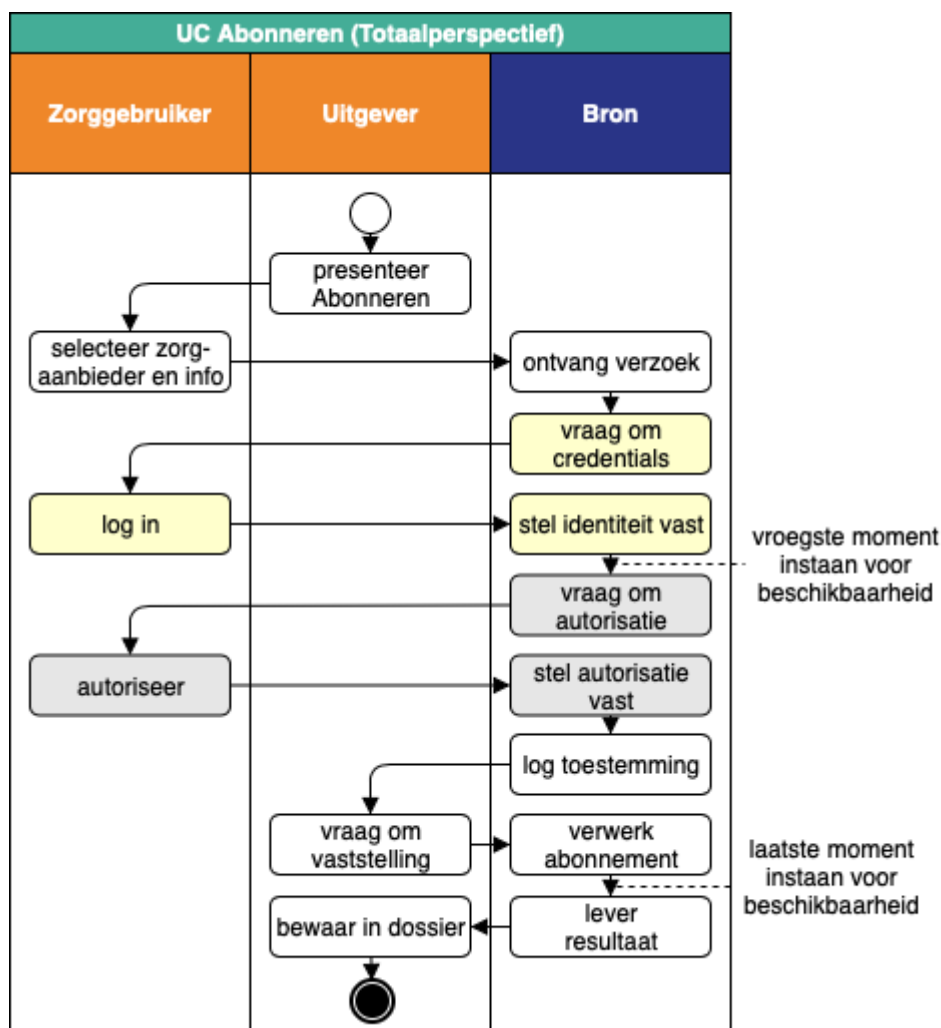 UC Abonneren (Totaalperspectief)
Zorggebruiker
Uitgever
Bron
presenteer
Abonneren
selecteer zorg-
aanbieder en info
ontvang verzoek
vraag om
credentials
log in
stel identiteit vast
vroegste moment
instaan voor
beschikbaarheid
vraag om
autorisatie
autoriseer
stel autorisatie
vast
log toestemming
vraag om
vaststelling
verwerk
abonnement
laatste moment
instaan voor
beschikbaarheid
bewaar in dossier
lever
resultaat